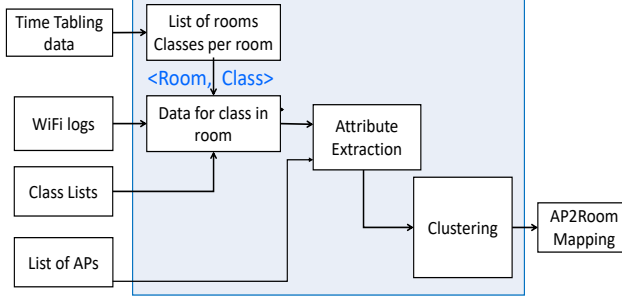 Time Tabling
data
List of rooms
Classes per room
<Room, Class>
WiFi logs
Data for class in
room
Attribute
Extraction
Class Lists
Clustering
AP2Room
Mapping
List of APs